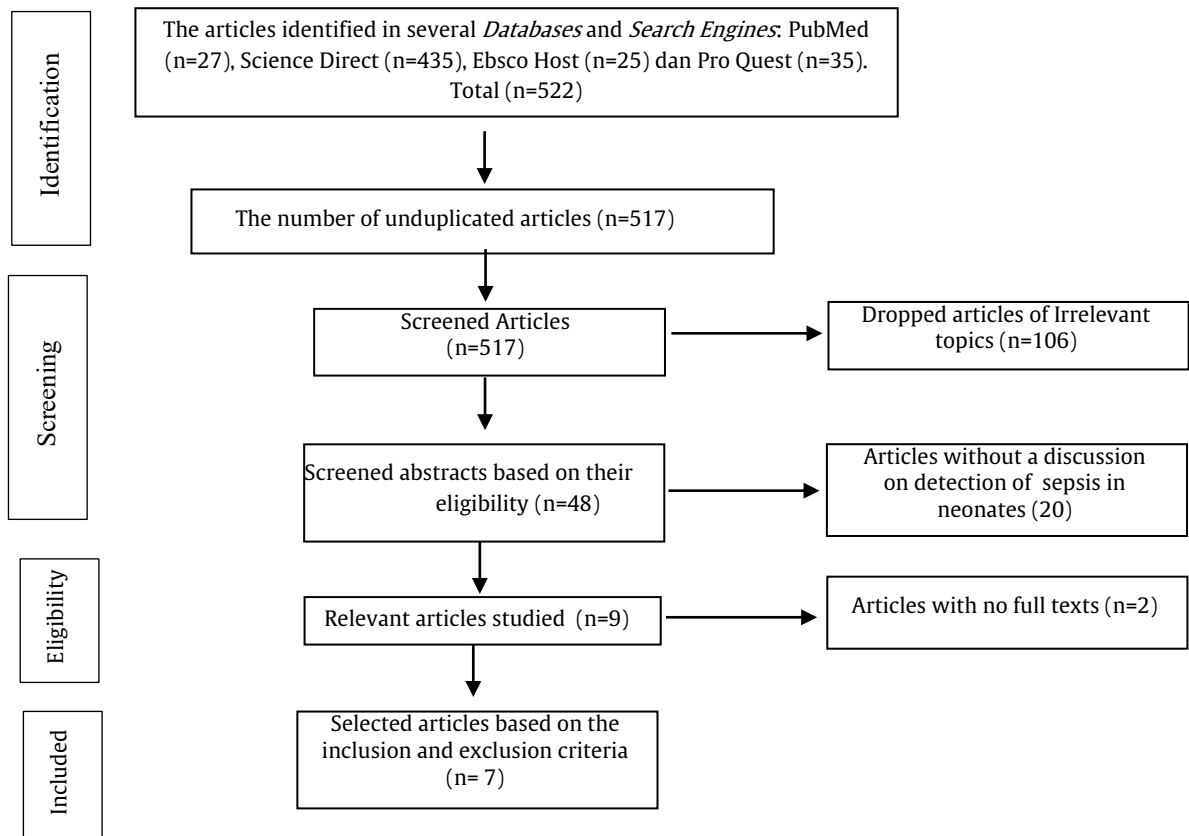 Identification
The articles identified in several Databases and Search Engines: PubMed
(n=27), Science Direct (n=435), Ebsco Host (n=25) dan Pro Quest (n=35).
Total (n=522)
The number of unduplicated articles (n=517)
Screening
Screened Articles
(n=517)
Dropped articles of Irrelevant
topics (n=106)
Screened abstracts based on their
eligibility (n=48)
Articles without a discussion
on detection of sepsis in
neonates (20)
Eligibility
Relevant articles studied (n=9)
Articles with no full texts (n=2)
Included
Selected articles based on the
inclusion and exclusion criteria
(n= 7)